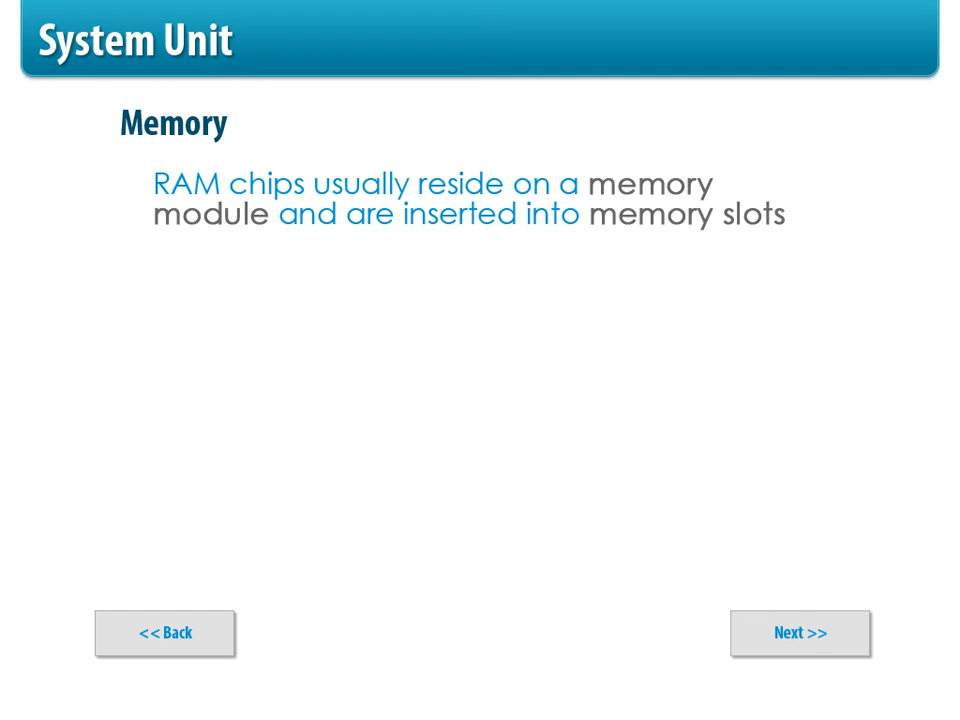 System Unit
Memory
RAM chips usually reside on a memory
module and are inserted into memory slots
<< Back
Next >>